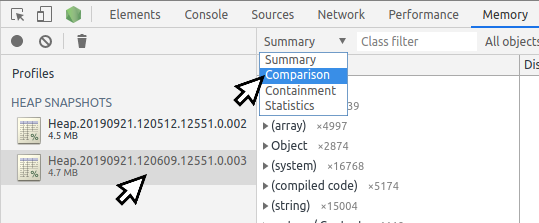 Elements Console Sources Network Performance Memory
Summary
Class filter
All objects
Profiles
Dis
Summary
Comparison
Containment
Statistics
39
HEAP SNAPSHOTS
Heap.20190921.120512.12551.0.002
4.5 MB
Heap.20190921.120609.12551.0.003
4.7 MB
(array) ×4997
Object ×2874
(system) ×16768
(compiled code) ×5174
(string) ×15004